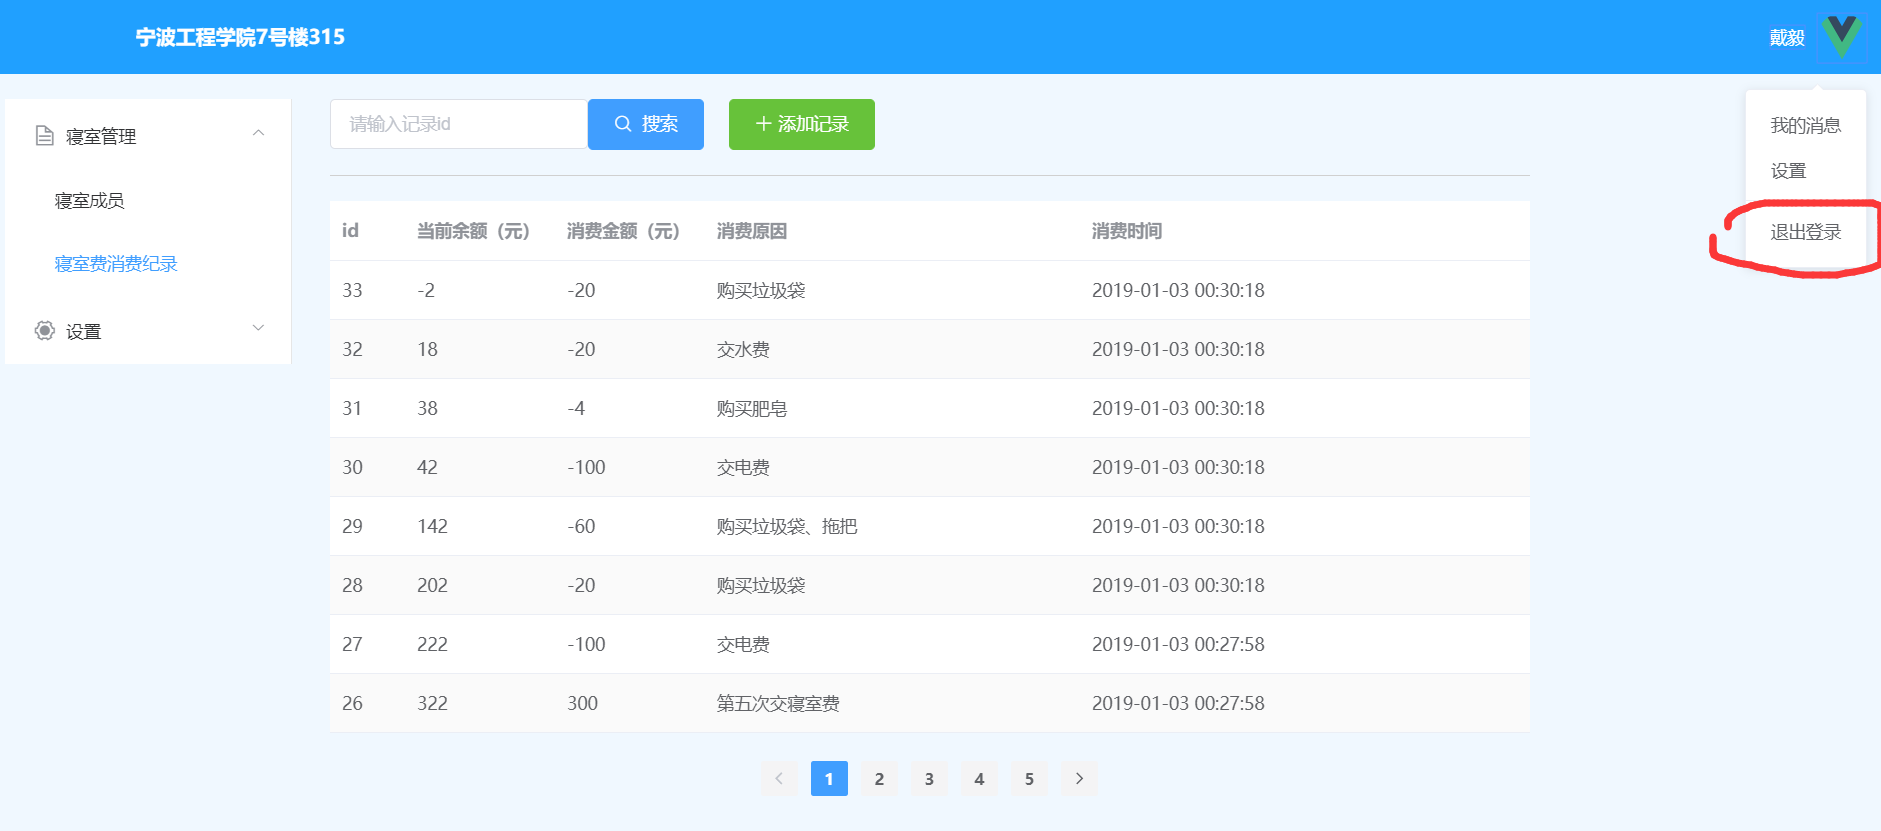 宁波工程学院7号楼315
戴毅
我的消息
设置
退出登录
寝室管理
寝室成员
寝室费消费纪录
设置
请输入记录id
搜索
添加记录
id 当前余额（元） 消费金额（元） 消费原因 消费时间
33 -2 -20 购买垃圾袋 2019-01-03 00:30:18
32 18 -20 交水费 2019-01-03 00:30:18
31 38 -4 购买肥皂 2019-01-03 00:30:18
30 42 -100 交电费 2019-01-03 00:30:18
29 142 -60 购买垃圾袋、拖把 2019-01-03 00:30:18
28 202 -20 购买垃圾袋 2019-01-03 00:30:18
27 222 -100 交电费 2019-01-03 00:27:58
26 322 300 第五次交寝室费 2019-01-03 00:27:58
1 2 3 4 5